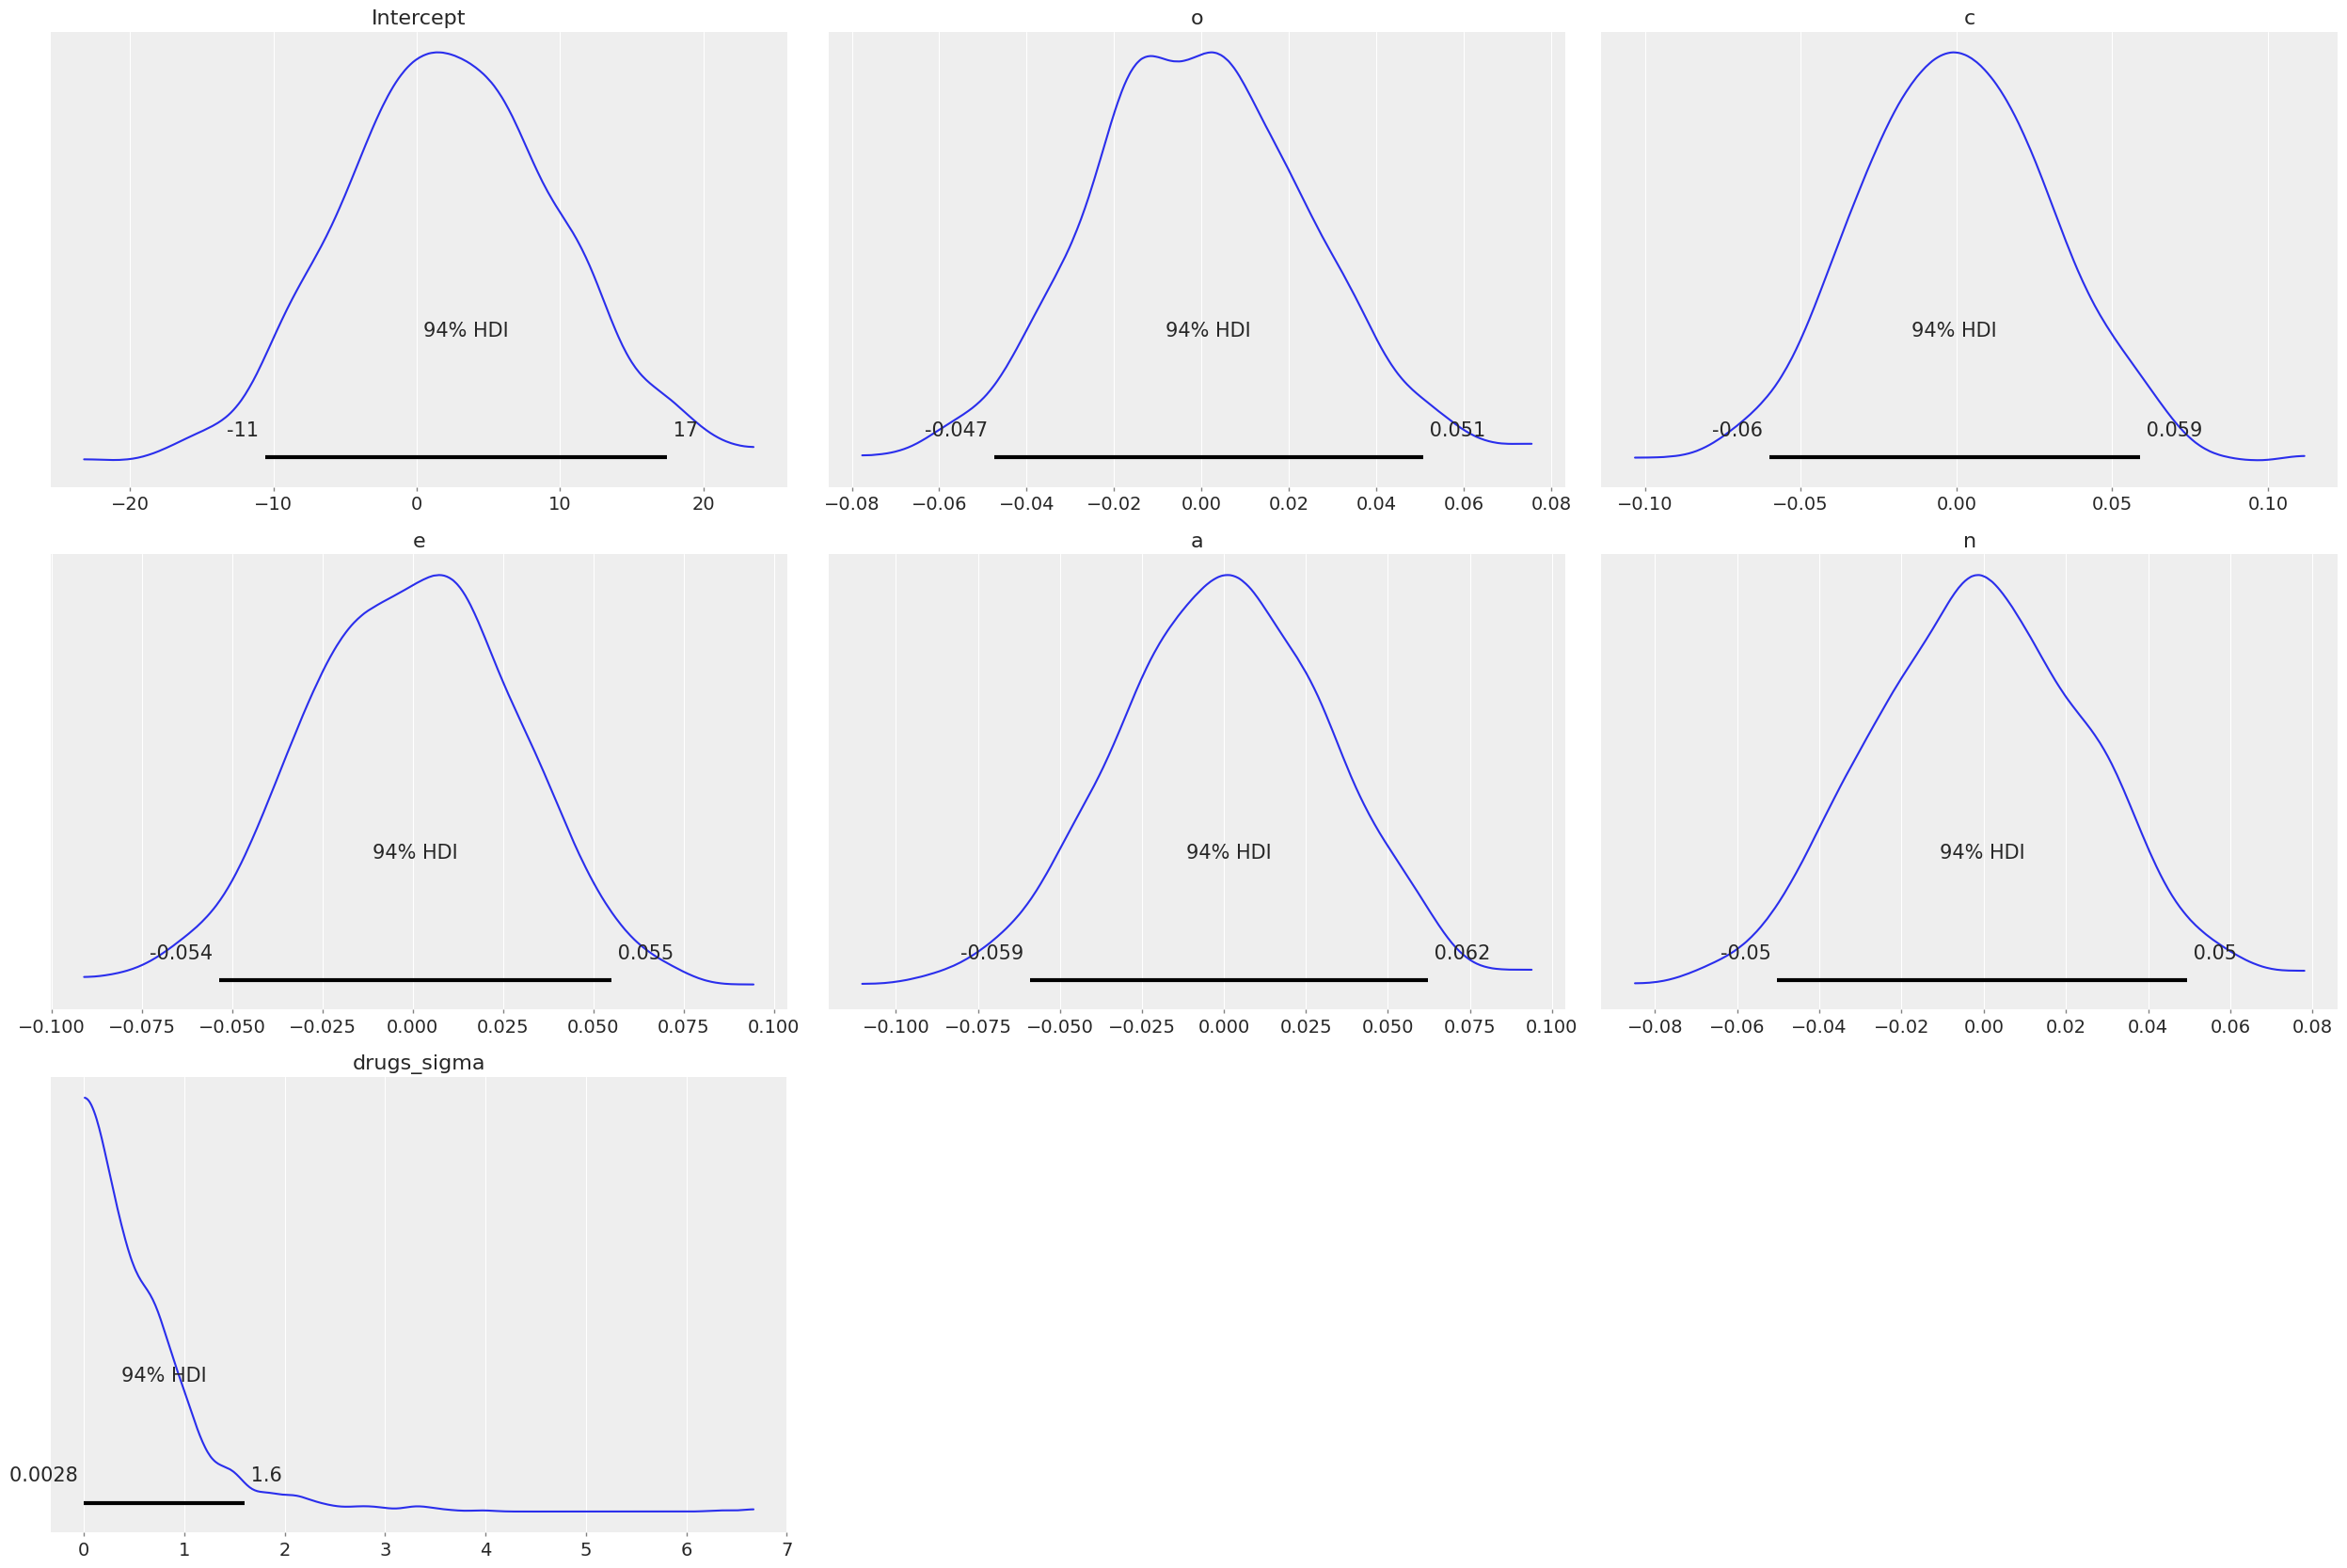 Intercept
94% HDI
-11 17
−20 −10 0 10 20
o
94% HDI
-0.047 0.051
−0.08 −0.06 −0.04 −0.02 0.00 0.02 0.04 0.06 0.08
c
94% HDI
-0.06 0.059
−0.10 −0.05 0.00 0.05 0.10
e
94% HDI
-0.054 0.055
−0.100 −0.075 −0.050 −0.025 0.000 0.025 0.050 0.075 0.100
a
94% HDI
-0.059 0.062
−0.100 −0.075 −0.050 −0.025 0.000 0.025 0.050 0.075 0.100
n
94% HDI
-0.05 0.05
−0.08 −0.06 −0.04 −0.02 0.00 0.02 0.04 0.06 0.08
drugs_sigma
94% HDI
0.0028 1.6
0 1 2 3 4 5 6 7